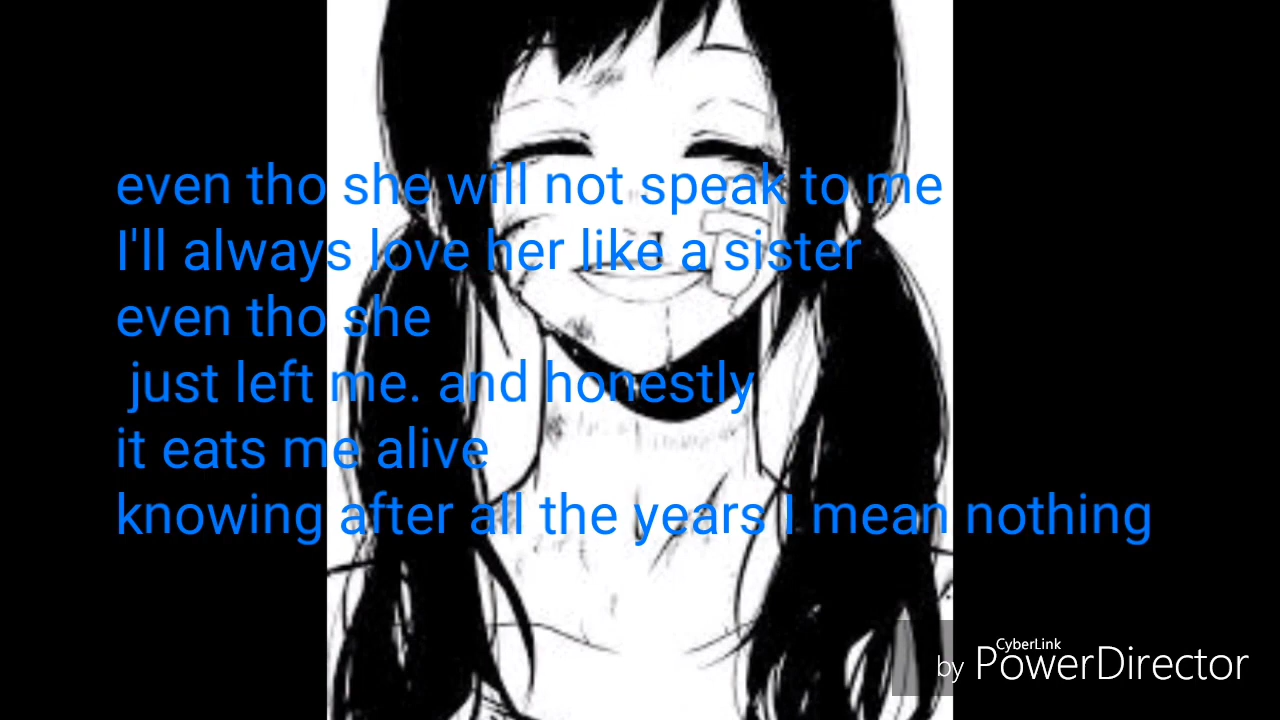 even tho she will not speak to me
I'll always love her like a sister
even tho she
just left me. and honestly
it eats me alive
knowing after all the years I mean nothing
CyberLink
by PowerDirector